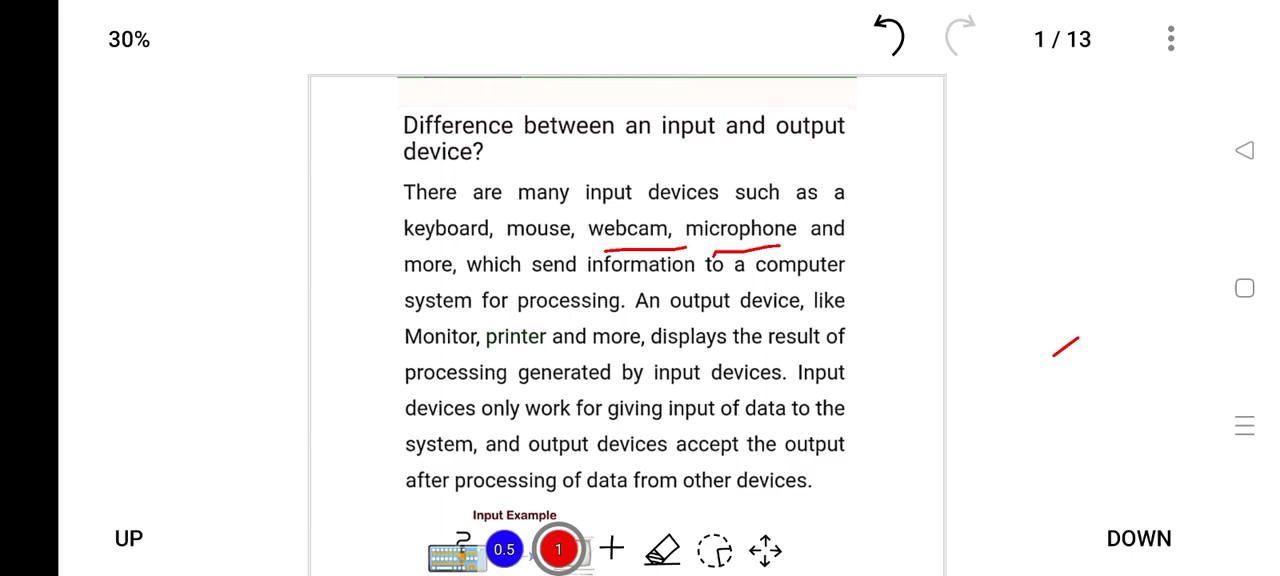 30%
1 / 13
Difference between an input and output
device?
There are many input devices such as a
keyboard, mouse, webcam, microphone and
more, which send information to a computer
system for processing. An output device, like
Monitor, printer and more, displays the result of
processing generated by input devices. Input
devices only work for giving input of data to the
system, and output devices accept the output
after processing of data from other devices.
Input Example
0.5
1
UP
DOWN